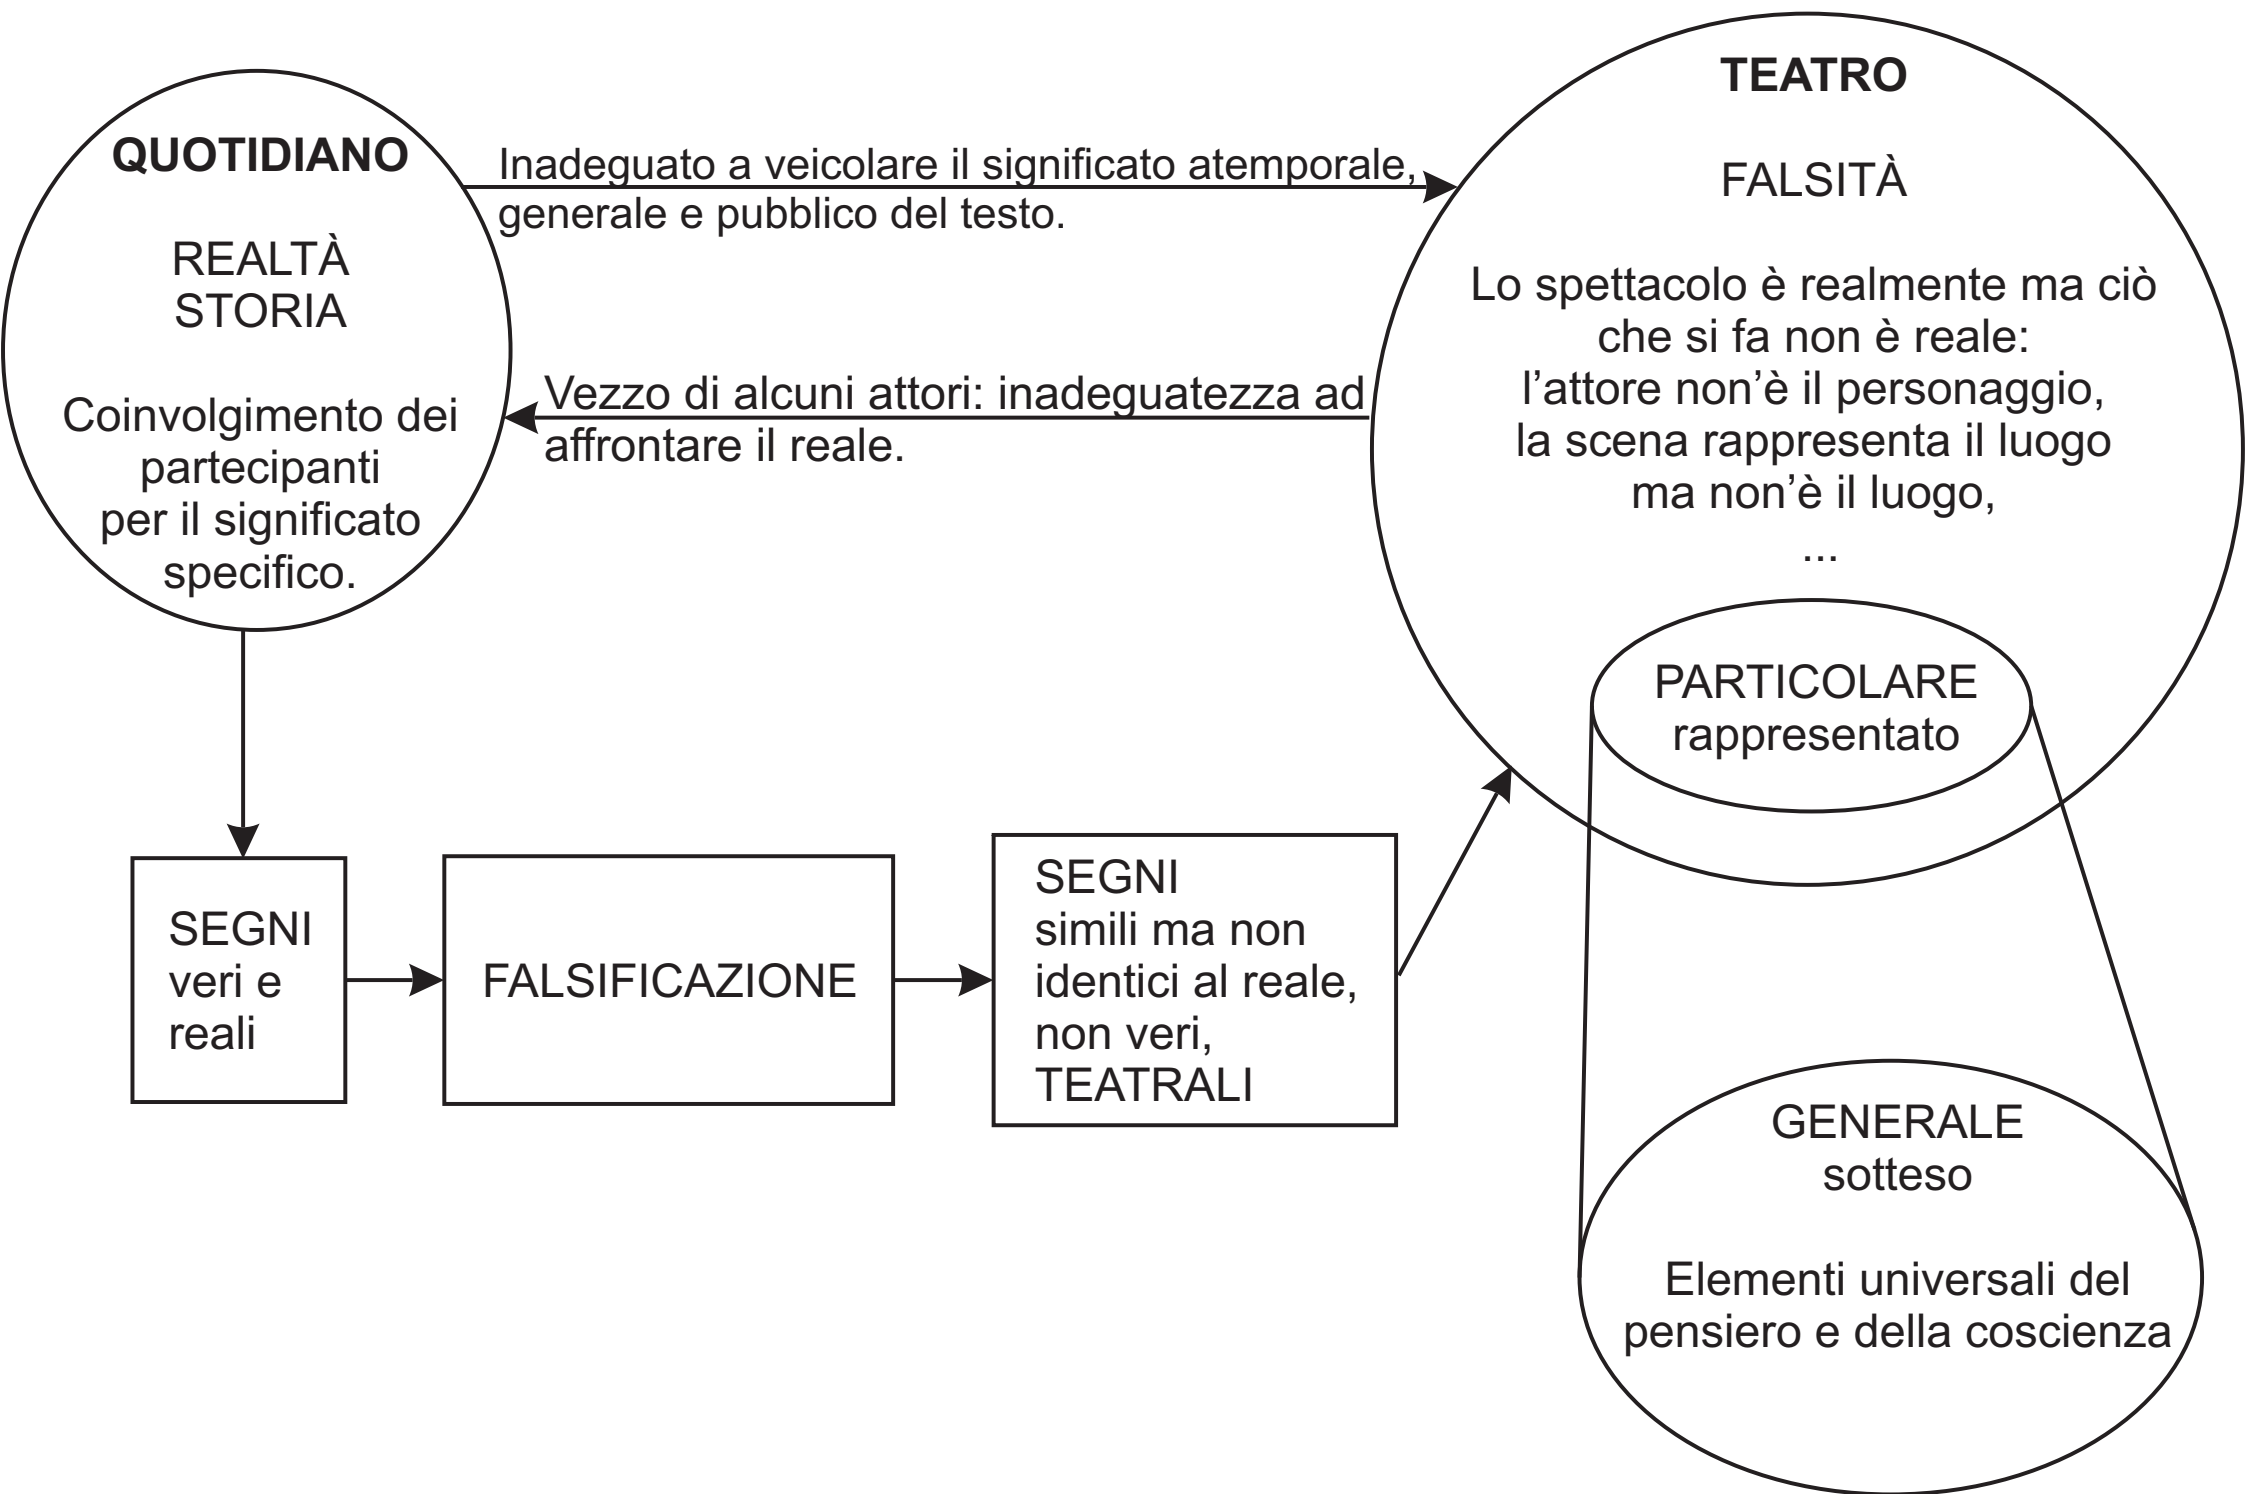 QUOTIDIANO
REALTÀ
STORIA
Coinvolgimento dei
partecipanti
per il significato
specifico.
Inadeguato a veicolare il significato atemporale,
generale e pubblico del testo.
Vezzo di alcuni attori: inadeguatezza ad
affrontare il reale.
TEATRO
FALSITÀ
Lo spettacolo è realmente ma ciò
che si fa non è reale:
l’attore non’è il personaggio,
la scena rappresenta il luogo
ma non’è il luogo,
...
PARTICOLARE
rappresentato
SEGNI
veri e
reali
FALSIFICAZIONE
SEGNI
simili ma non
identici al reale,
non veri,
TEATRALI
GENERALE
sotteso
Elementi universali del
pensiero e della coscienza